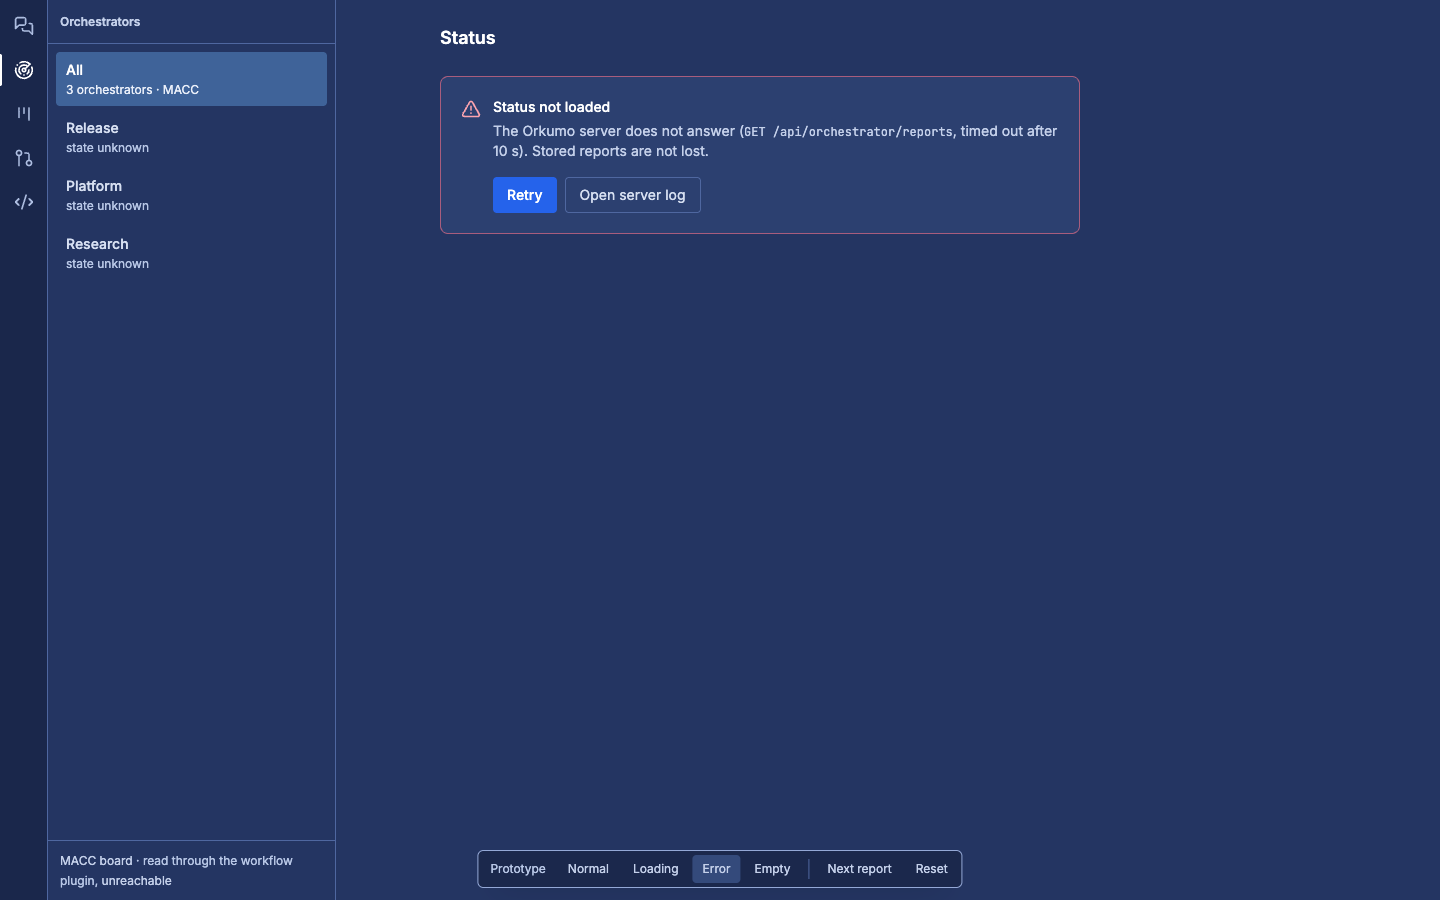 Orchestrators
All
3 orchestrators · MACC
Release
state unknown
Platform
state unknown
Research
state unknown
MACC board · read through the workflow
plugin, unreachable
Status
Status not loaded
The Orkumo server does not answer (GET /api/orchestrator/reports, timed out after
10 s). Stored reports are not lost.
Retry
Open server log
Prototype
Normal
Loading
Error
Empty
Next report
Reset